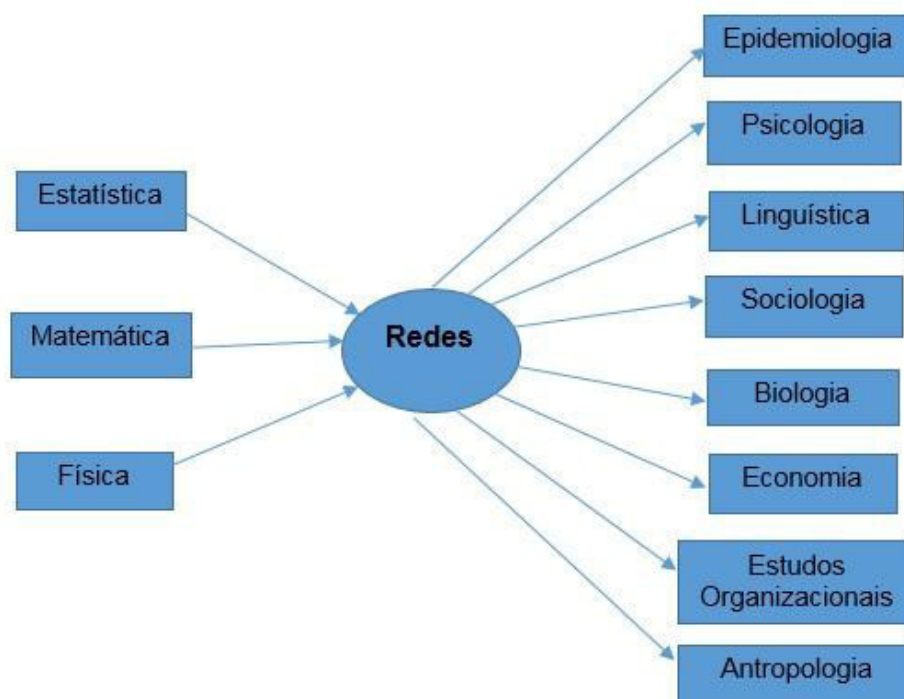 Estatística
Matemática
Física
Redes
Epidemiologia
Psicologia
Linguística
Sociologia
Biologia
Economia
Estudos
Organizacionais
Antropologia